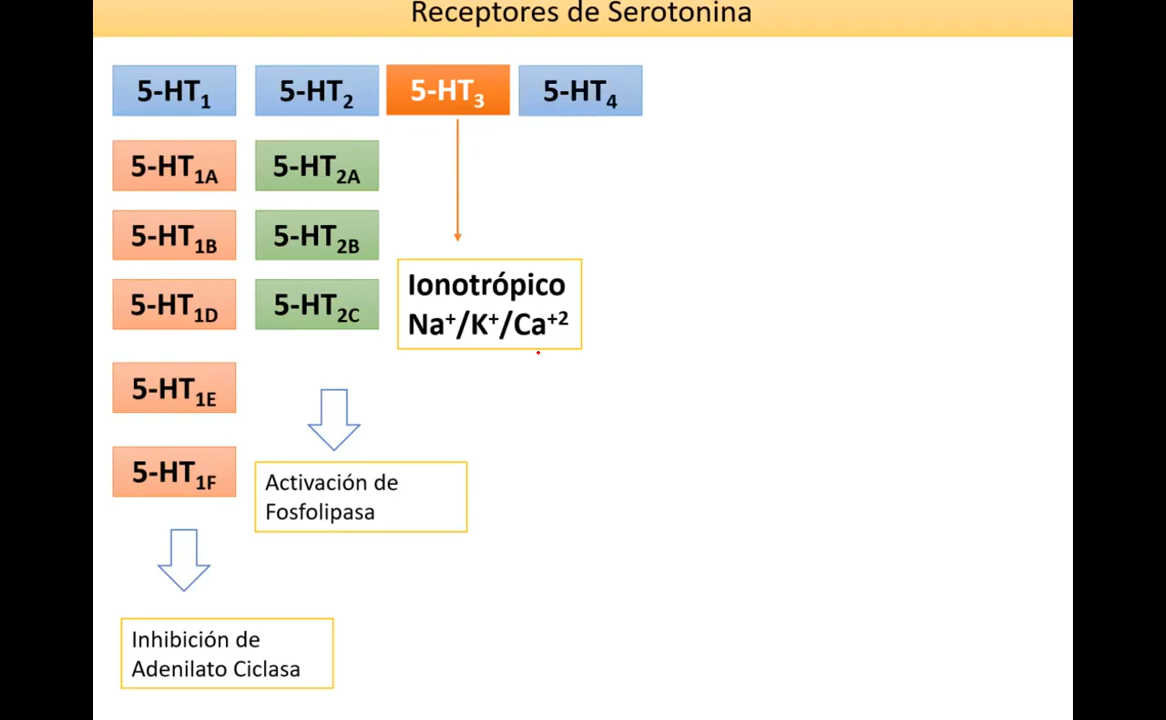 Receptores de Serotonina
5-HT₁ 5-HT₂ 5-HT₃ 5-HT₄
5-HT₁A 5-HT₂A
5-HT₁B 5-HT₂B
5-HT₁D 5-HT₂C
5-HT₁E
5-HT₁F
Ionotrópico
Na⁺/K⁺/Ca⁺²
Activación de
Fosfolipasa
Inhibición de
Adenilato Ciclasa